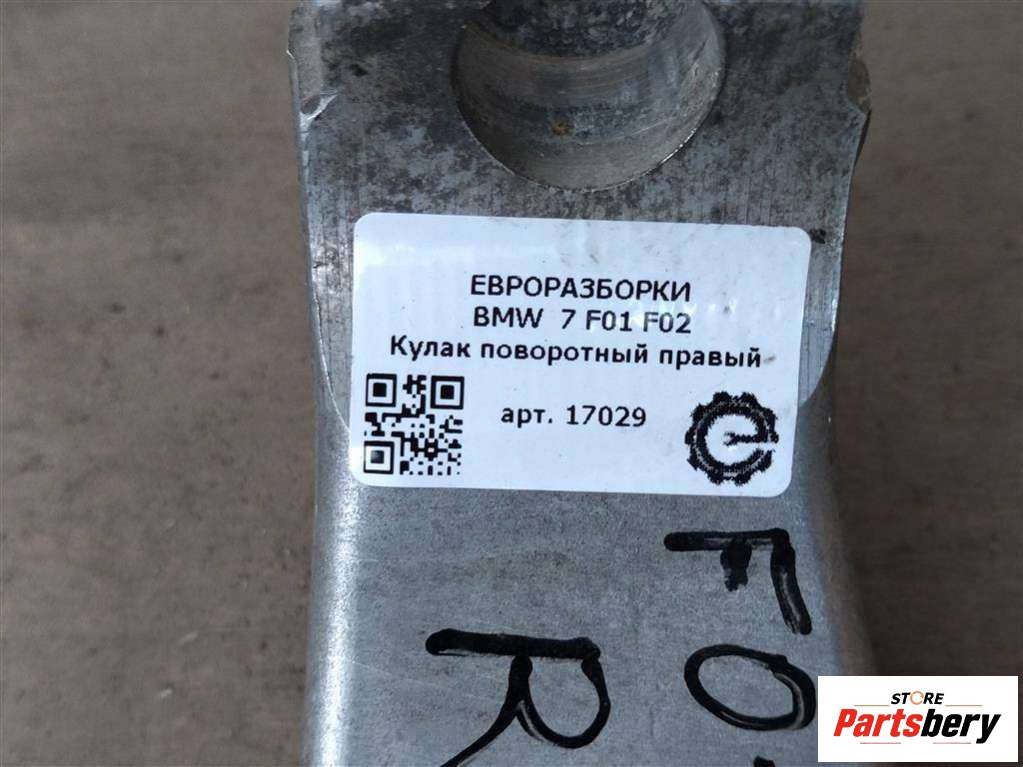 ЕВРОРАЗБОРКИ
BMW 7 F01 F02
Кулак поворотный правый
арт. 17029
R
STORE
Partsbery